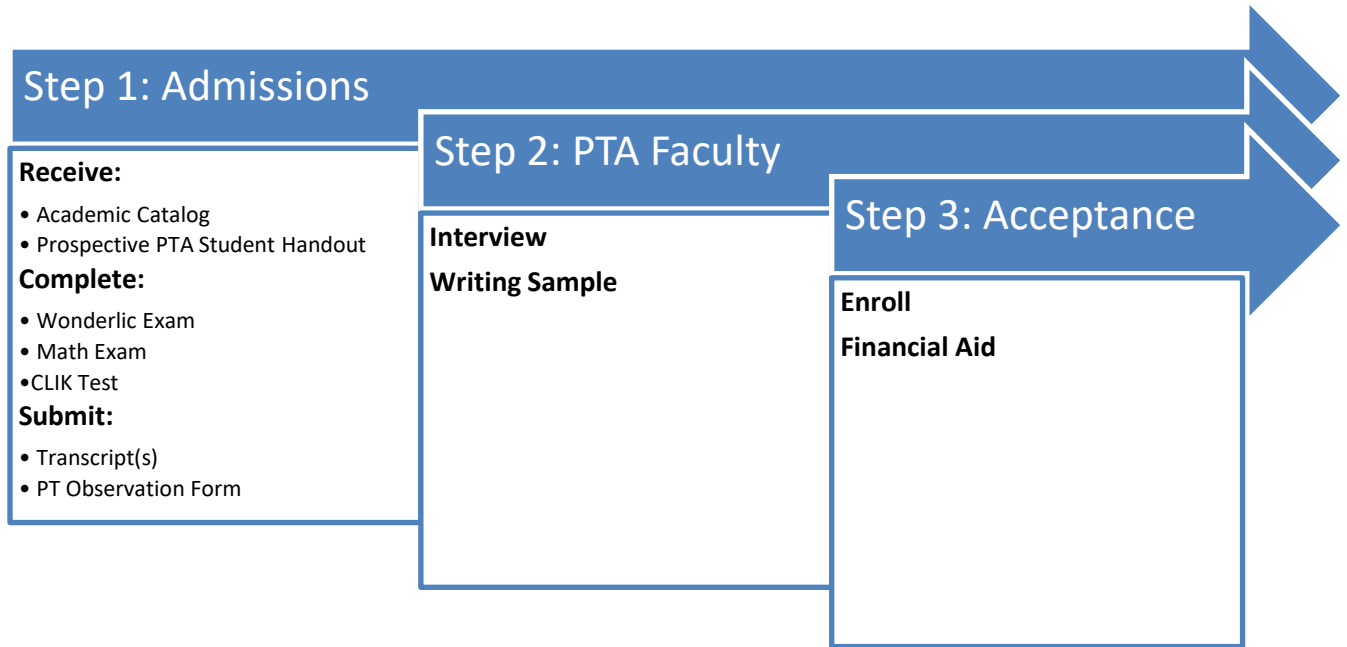 Step 1: Admissions
Receive:
• Academic Catalog
• Prospective PTA Student Handout
Complete:
• Wonderlic Exam
• Math Exam
•CLIK Test
Submit:
• Transcript(s)
• PT Observation Form
Step 2: PTA Faculty
Interview
Writing Sample
Step 3: Acceptance
Enroll
Financial Aid